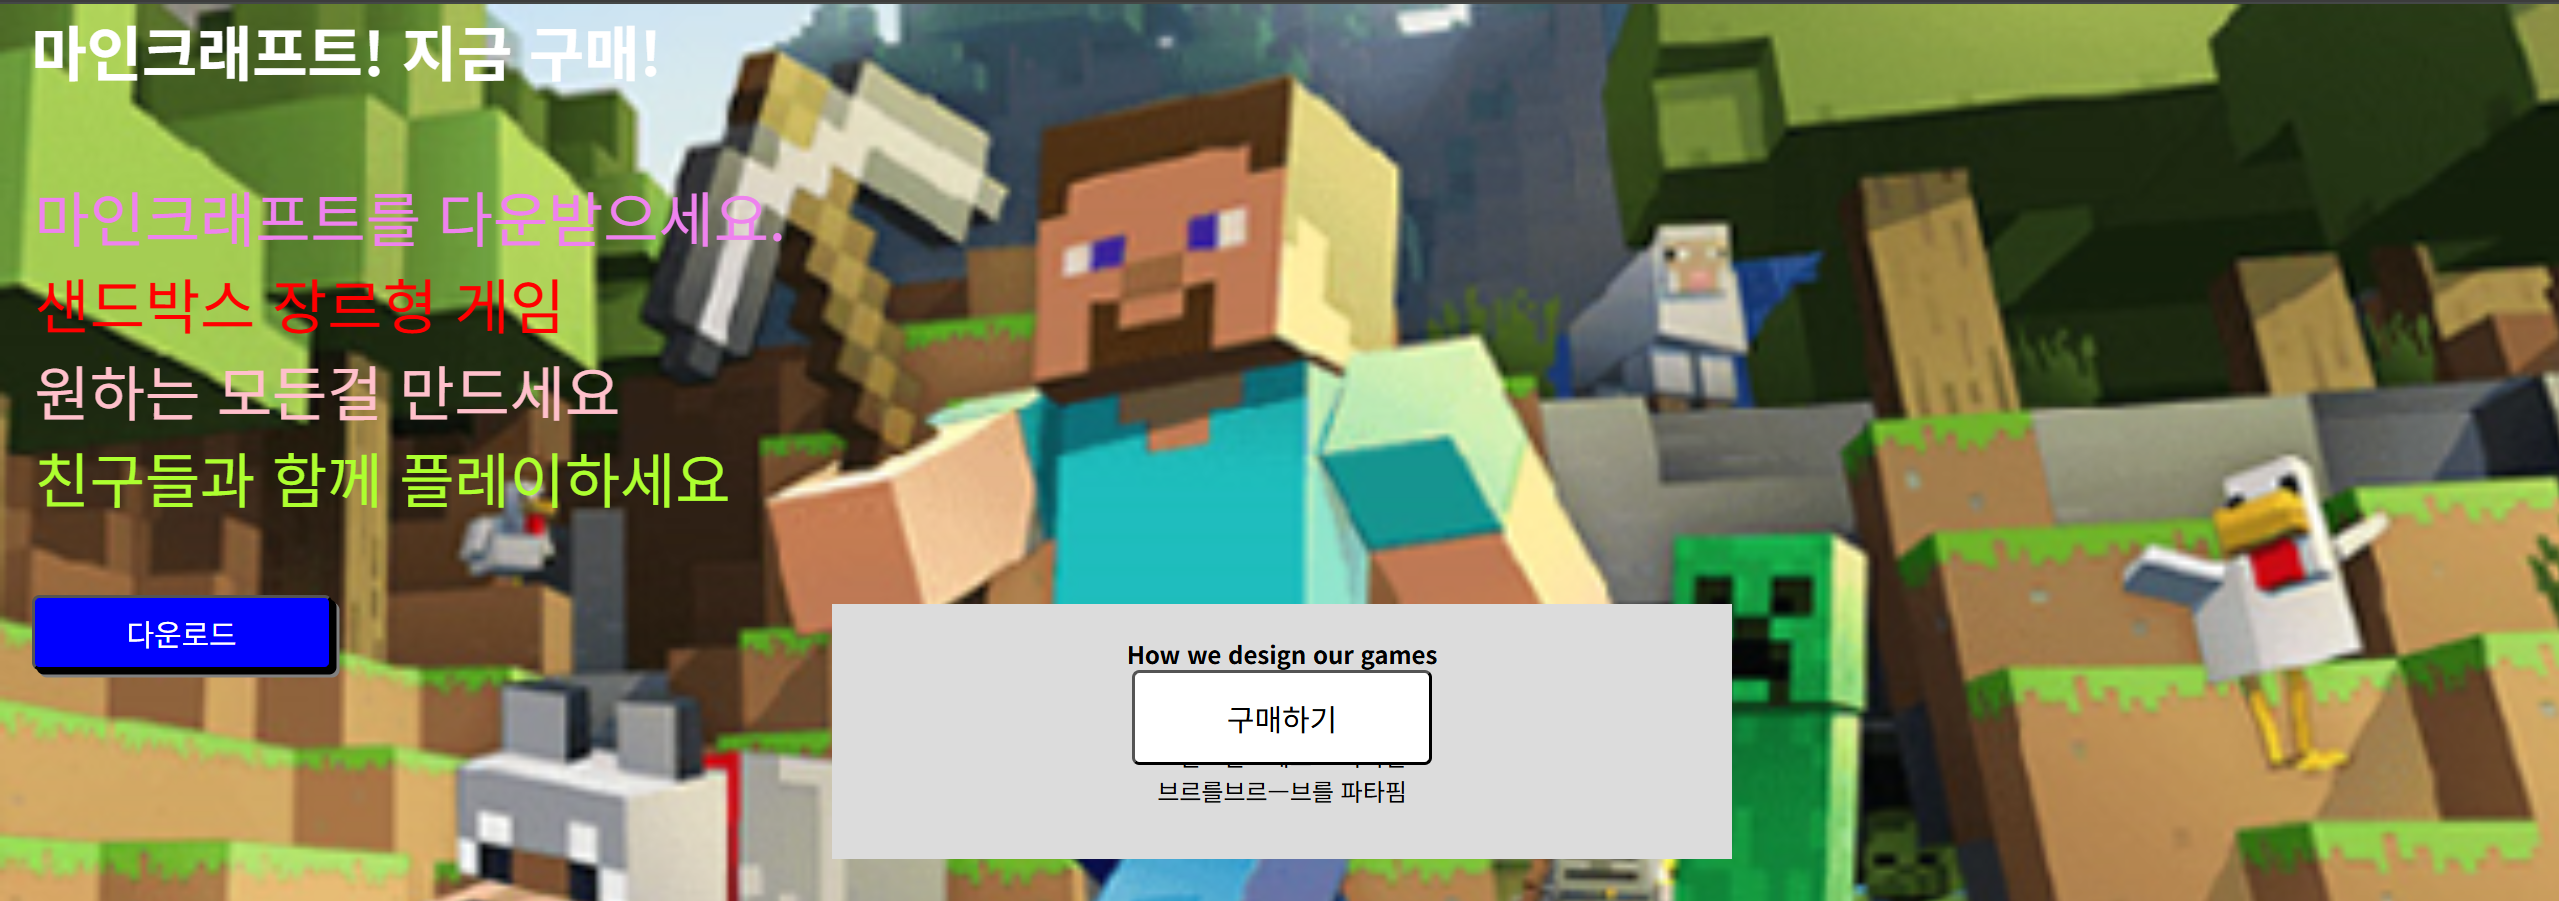 마인크래프트! 지금 구매!
마인크래프트를 다운받으세요.
샌드박스 장르형 게임
원하는 모든걸 만드세요
친구들과 함께 플레이하세요
다운로드
How we design our games
구매하기
브르를브르ㅡ브를 파타핌